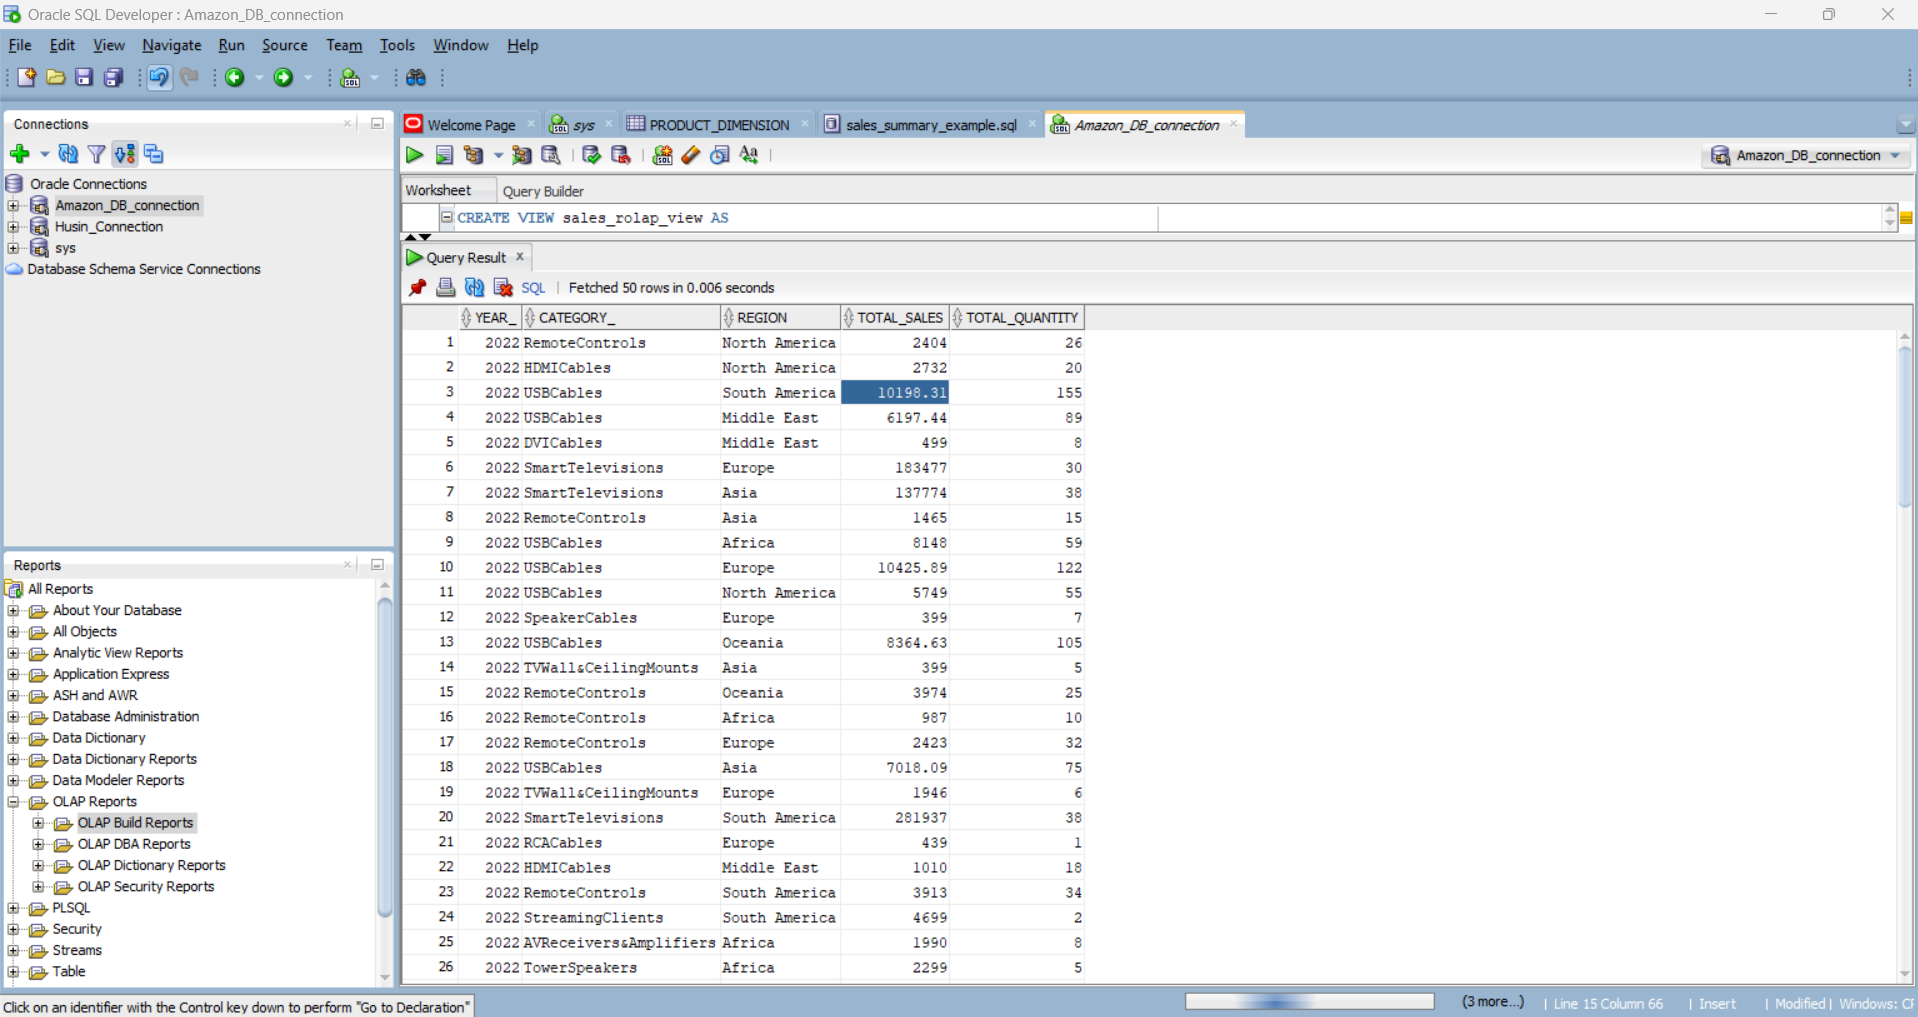 Oracle SQL Developer : Amazon_DB_connection
File Edit View Navigate Run Source Team Tools Window Help
Connections
Oracle Connections
Amazon_DB_connection
Husin_Connection
sys
Database Schema Service Connections
Reports
All Reports
About Your Database
All Objects
Analytic View Reports
Application Express
ASH and AWR
Database Administration
Data Dictionary
Data Dictionary Reports
Data Modeler Reports
OLAP Reports
OLAP Build Reports
OLAP DBA Reports
OLAP Dictionary Reports
OLAP Security Reports
PLSQL
Security
Streams
Table
Welcome Page sys PRODUCT_DIMENSION sales_summary_example.sql Amazon_DB_connection
Amazon_DB_connection
Worksheet Query Builder
CREATE VIEW sales_rolap_view AS
Query Result
SQL | Fetched 50 rows in 0.006 seconds
YEAR_ CATEGORY_ REGION TOTAL_SALES TOTAL_QUANTITY
1 2022 RemoteControls North America 2404 26
2 2022 HDMICables North America 2732 20
3 2022 USBCables South America 10198.31 155
4 2022 USBCables Middle East 6197.44 89
5 2022 DVICables Middle East 499 8
6 2022 SmartTelevisions Europe 183477 30
7 2022 SmartTelevisions Asia 137774 38
8 2022 RemoteControls Asia 1465 15
9 2022 USBCables Africa 8148 59
10 2022 USBCables Europe 10425.89 122
11 2022 USBCables North America 5749 55
12 2022 SpeakerCables Europe 399 7
13 2022 USBCables Oceania 8364.63 105
14 2022 TVWall&CeilingMounts Asia 399 5
15 2022 RemoteControls Oceania 3974 25
16 2022 RemoteControls Africa 987 10
17 2022 RemoteControls Europe 2423 32
18 2022 USBCables Asia 7018.09 75
19 2022 TVWall&CeilingMounts Europe 1946 6
20 2022 SmartTelevisions South America 281937 38
21 2022 RCACables Europe 439 1
22 2022 HDMICables Middle East 1010 18
23 2022 RemoteControls South America 3913 34
24 2022 StreamingClients South America 4699 2
25 2022 AVReceivers&Amplifiers Africa 1990 8
26 2022 TowerSpeakers Africa 2299 5
Click on an identifier with the Control key down to perform "Go to Declaration"
(3 more...) | Line 15 Column 66 | Insert | Modified | Windows: C